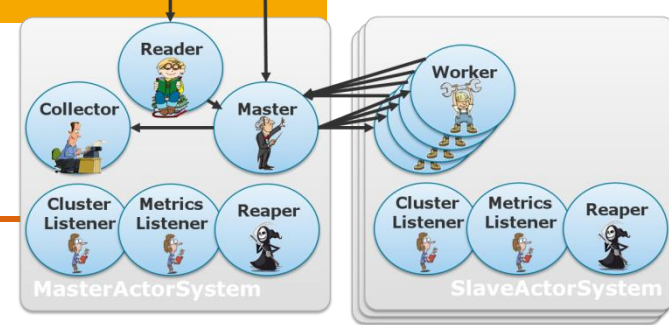 Reader
Collector
Master
Worker
Cluster
Listener
Metrics
Listener
Reaper
MasterActorSystem
Cluster
Listener
Metrics
Listener
Reaper
SlaveActorSystem